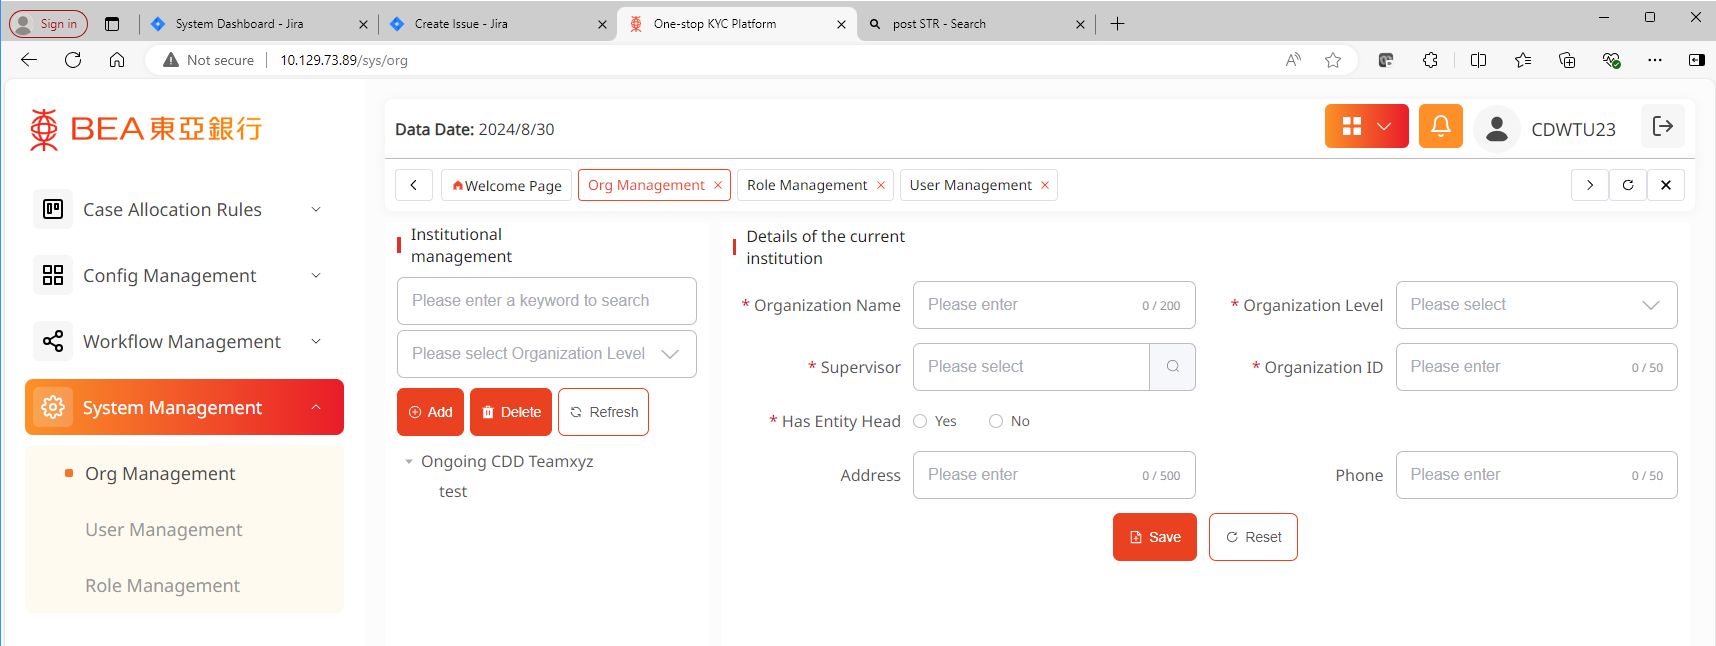 Sign in
System Dashboard - Jira
Create Issue - Jira
One-stop KYC Platform
post STR - Search
Not secure
10.129.73.89/sys/org
BEA東亞銀行
Data Date: 2024/8/30
CDWTU23
Welcome Page
Org Management
Role Management
User Management
Case Allocation Rules
Config Management
Workflow Management
System Management
Org Management
User Management
Role Management
Institutional
management
Please enter a keyword to search
Please select Organization Level
Add
Delete
Refresh
Ongoing CDD Teamxyz
test
Details of the current
institution
* Organization Name
Please enter
0 / 200
* Organization Level
Please select
* Supervisor
Please select
* Organization ID
Please enter
0 / 50
* Has Entity Head
Yes
No
Address
Please enter
0 / 500
Phone
Please enter
0 / 50
Save
Reset